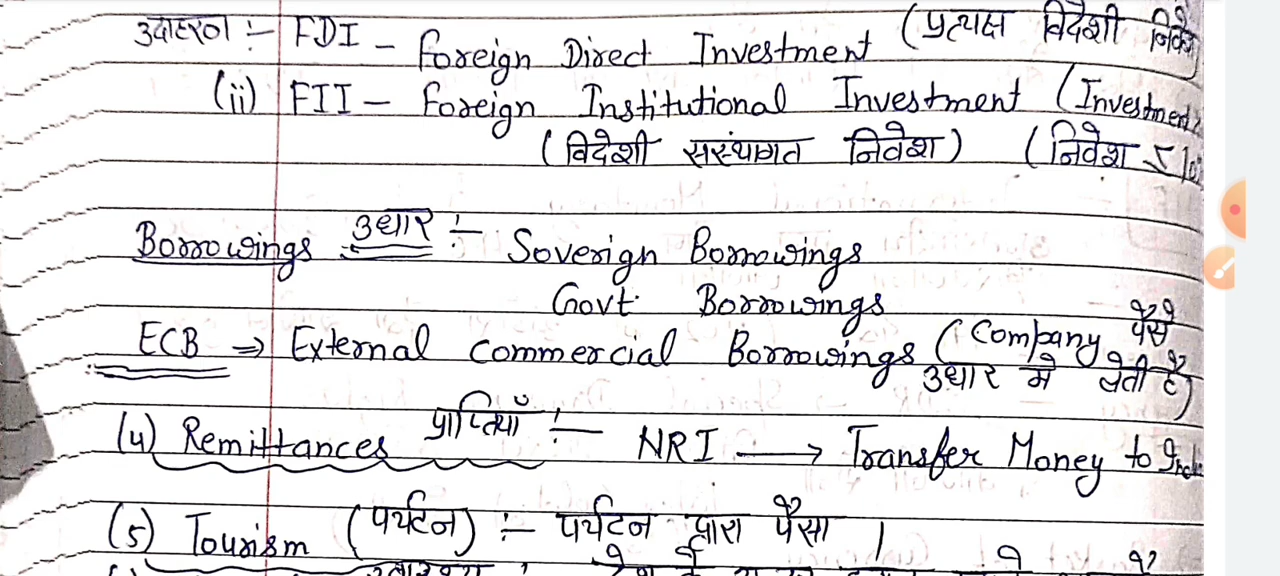 उदाहरण :- FDI - Foreign Direct Investment (प्रत्यक्ष विदेशी
(ii) FII - Foreign Institutional Investment (Investment
(विदेशी सस्ंथागत निवेश) (निवेश <
Borrowings उधार :- Soverign Borrowings
Govt. Borrowings
ECB ⇒ External Commercial Borrowings (Company पैसे
उधार मे लेती है)
(4) Remittances प्राप्तियाँ :- NRI → Transfer Money to
(5) Tourism (पर्यटन) :- पर्यटन द्वारा पैसा ।